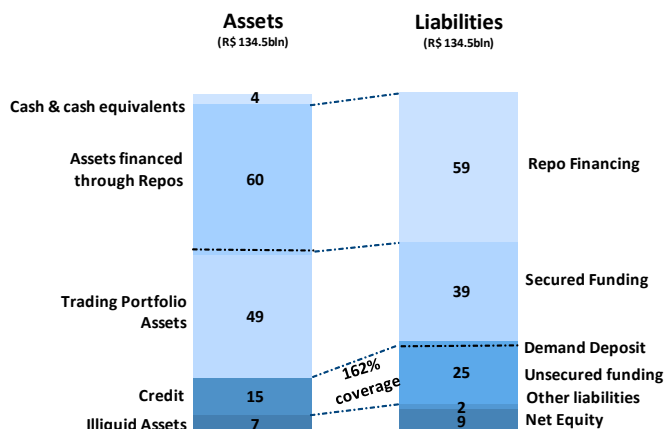 Assets
(R$ 134.5bln)
Liabilities
(R$ 134.5bln)
Cash & cash equivalents
4
Assets financed
through Repos
60
59
Repo Financing
Trading Portfolio
Assets
49
39
Secured Funding
162%
coverage
Demand Deposit
25
Unsecured funding
Credit
15
2
Other liabilities
Illiquid Assets
7
9
Net Equity